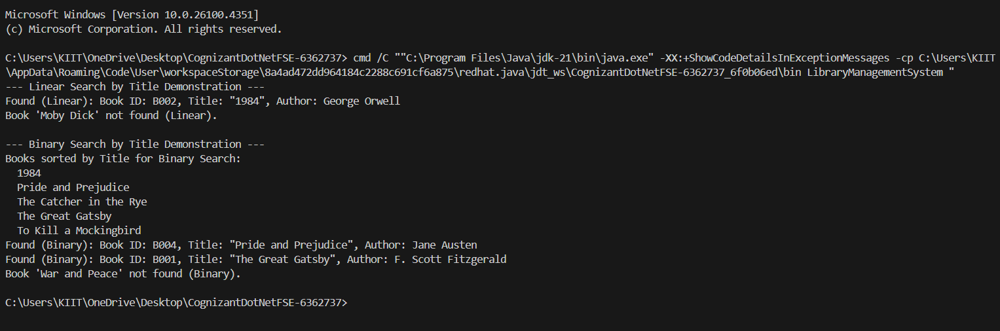 Microsoft Windows [Version 10.0.26100.4351]
(c) Microsoft Corporation. All rights reserved.
C:\Users\KIIT\OneDrive\Desktop\CognizantDotNetFSE-6362737> cmd /C ""C:\Program Files\Java\jdk-21\bin\java.exe" -XX:+ShowCodeDetailsInExceptionMessages -cp C:\Users\KIIT
\AppData\Roaming\Code\User\workspaceStorage\8a4ad472dd964184c2288c691cf6a875\redhat.java\jdt_ws\CognizantDotNetFSE-6362737_6f0b06ed\bin LibraryManagementSystem "
--- Linear Search by Title Demonstration ---
Found (Linear): Book ID: B002, Title: "1984", Author: George Orwell
Book 'Moby Dick' not found (Linear).
--- Binary Search by Title Demonstration ---
Books sorted by Title for Binary Search:
1984
Pride and Prejudice
The Catcher in the Rye
The Great Gatsby
To Kill a Mockingbird
Found (Binary): Book ID: B004, Title: "Pride and Prejudice", Author: Jane Austen
Found (Binary): Book ID: B001, Title: "The Great Gatsby", Author: F. Scott Fitzgerald
Book 'War and Peace' not found (Binary).
C:\Users\KIIT\OneDrive\Desktop\CognizantDotNetFSE-6362737>